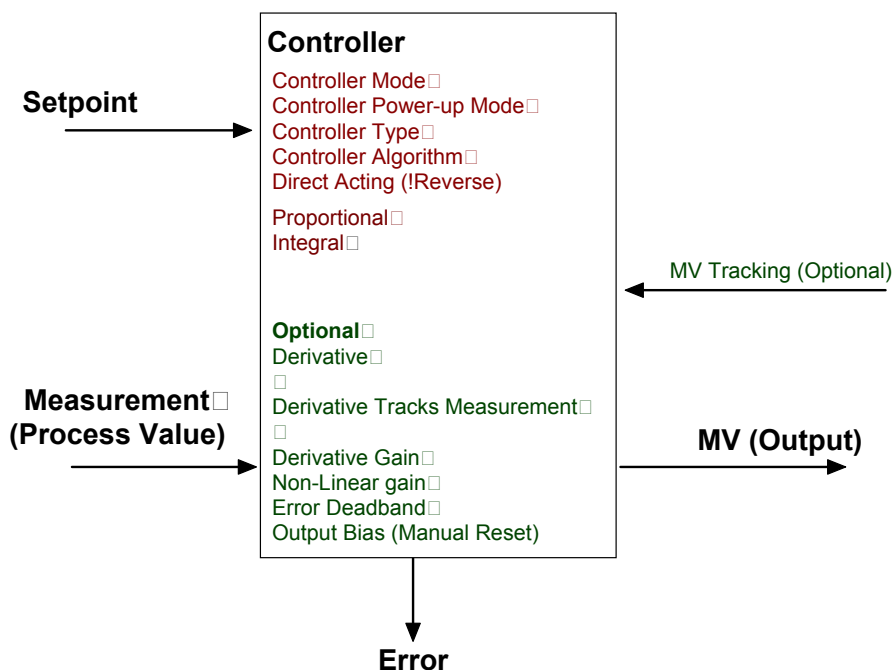 Controller
Controller Mode
Controller Power-up Mode
Controller Type
Controller Algorithm
Direct Acting (!Reverse)
Proportional
Integral
Setpoint
MV Tracking (Optional)
Optional
Derivative
Derivative Tracks Measurement
Derivative Gain
Non-Linear gain
Error Deadband
Output Bias (Manual Reset)
Measurement
(Process Value)
MV (Output)
Error